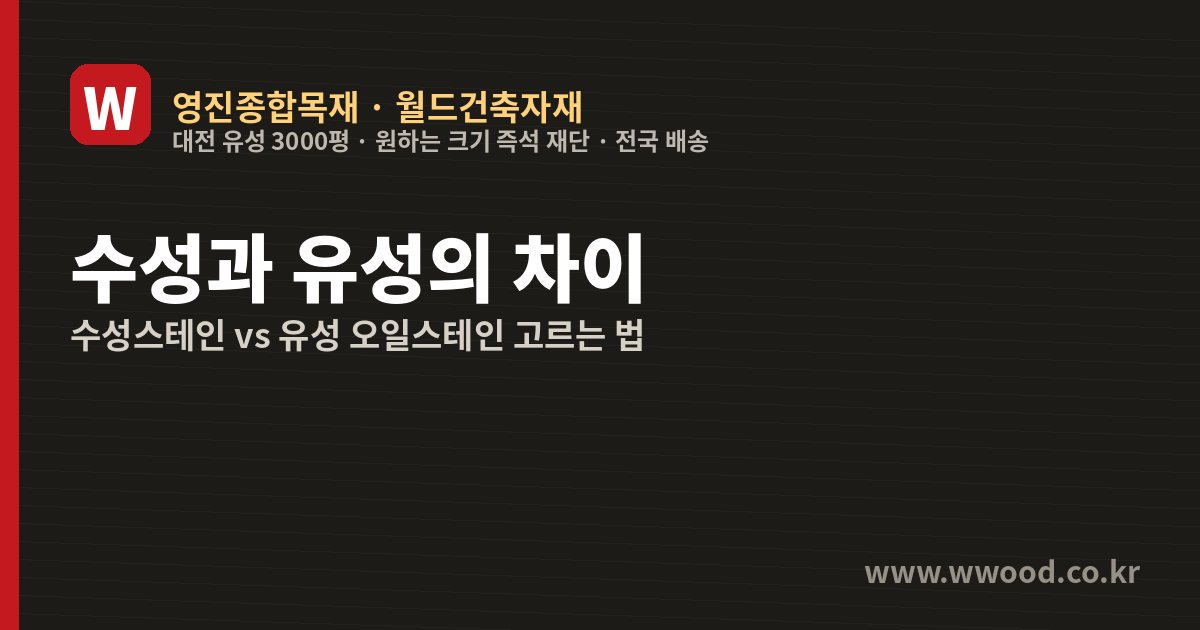 W
영진종합목재 · 월드건축자재
대전 유성 3000평 · 원하는 크기 즉석 재단 · 전국 배송
수성과 유성의 차이
수성스테인 vs 유성 오일스테인 고르는 법
www.wwood.co.kr